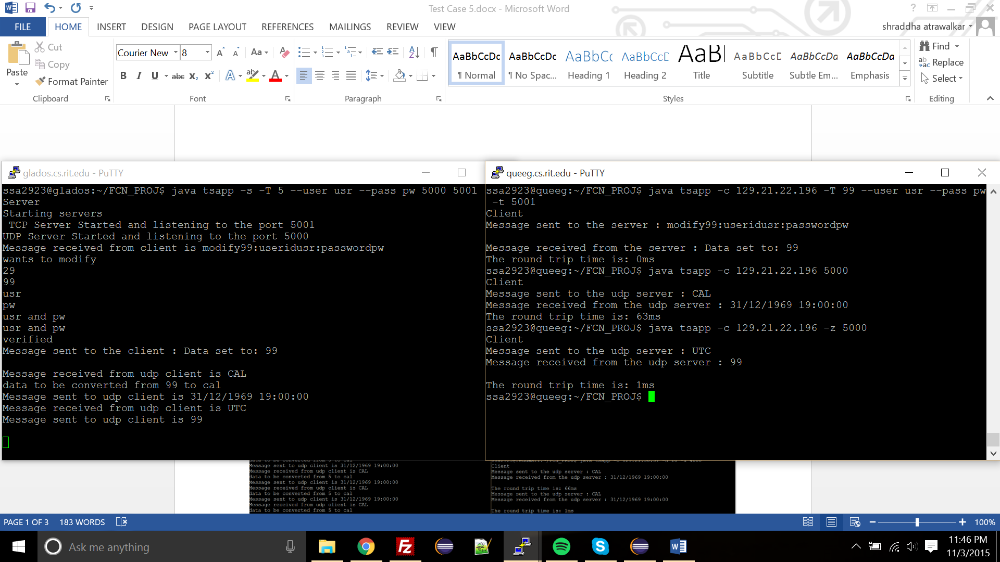 Test Case 5.docx - Microsoft Word
?
FILE HOME INSERT DESIGN PAGE LAYOUT REFERENCES MAILINGS REVIEW VIEW
shraddha atrawalkar
Paste
Cut
Copy
Format Painter
Clipboard
Courier New 8
Font
Paragraph
AaBbCcDc AaBbCcDc AaBbCc AaBbCcD AaBl AaBbCcD AaBbCcDa AaBbCcDa
¶ Normal ¶ No Spac... Heading 1 Heading 2 Title Subtitle Subtle Em... Emphasis
Styles
Find
Replace
Select
Editing
glados.cs.rit.edu - PuTTY
ssa2923@glados:~/FCN_PROJ$ java tsapp -s -T 5 --user usr --pass pw 5000 5001
Server
Starting servers
 TCP Server Started and listening to the port 5001
UDP Server Started and listening to the port 5000
Message received from client is modify99:useridusr:passwordpw
wants to modify
29
99
usr
pw
usr and pw
usr and pw
verified
Message sent to the client : Data set to: 99
Message received from udp client is CAL
data to be converted from 99 to cal
Message sent to udp client is 31/12/1969 19:00:00
Message received from udp client is UTC
Message sent to udp client is 99
queeg.cs.rit.edu - PuTTY
ssa2923@queeg:~/FCN_PROJ$ java tsapp -c 129.21.22.196 -T 99 --user usr --pass pw
 -t 5001
Client
Message sent to the server : modify99:useridusr:passwordpw
Message received from the server : Data set to: 99
The round trip time is: 0ms
ssa2923@queeg:~/FCN_PROJ$ java tsapp -c 129.21.22.196 5000
Client
Message sent to the udp server : CAL
Message received from the udp server : 31/12/1969 19:00:00
The round trip time is: 63ms
ssa2923@queeg:~/FCN_PROJ$ java tsapp -c 129.21.22.196 -z 5000
Client
Message sent to the udp server : UTC
Message received from the udp server : 99
The round trip time is: 1ms
ssa2923@queeg:~/FCN_PROJ$
data to be converted from 5 to cal
Message sent to udp client is 31/12/1969 19:00:00
Message received from udp client is CAL
data to be converted from 5 to cal
Message sent to udp client is 31/12/1969 19:00:00
Message received from udp client is CAL
data to be converted from 5 to cal
Message sent to udp client is 31/12/1969 19:00:00
Message received from udp client is CAL
data to be converted from 5 to cal
Client
Message sent to the udp server : CAL
Message received from the udp server : 31/12/1969 19:00:00
The round trip time is: 66ms
Message sent to the udp server : CAL
Message received from the udp server : 31/12/1969 19:00:00
The round trip time is: 1ms
PAGE 1 OF 3 183 WORDS
100%
Ask me anything
11:46 PM
11/3/2015